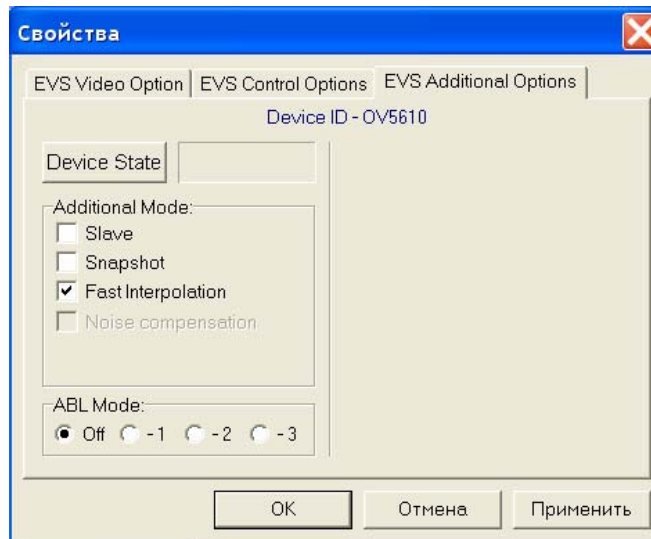 Свойства
EVS Video Option EVS Control Options EVS Additional Options
Device ID - OV5610
Device State
Additional Mode:
Slave
Snapshot
Fast Interpolation
Noise compensation
ABL Mode:
Off - 1 - 2 - 3
OK Отмена Применить